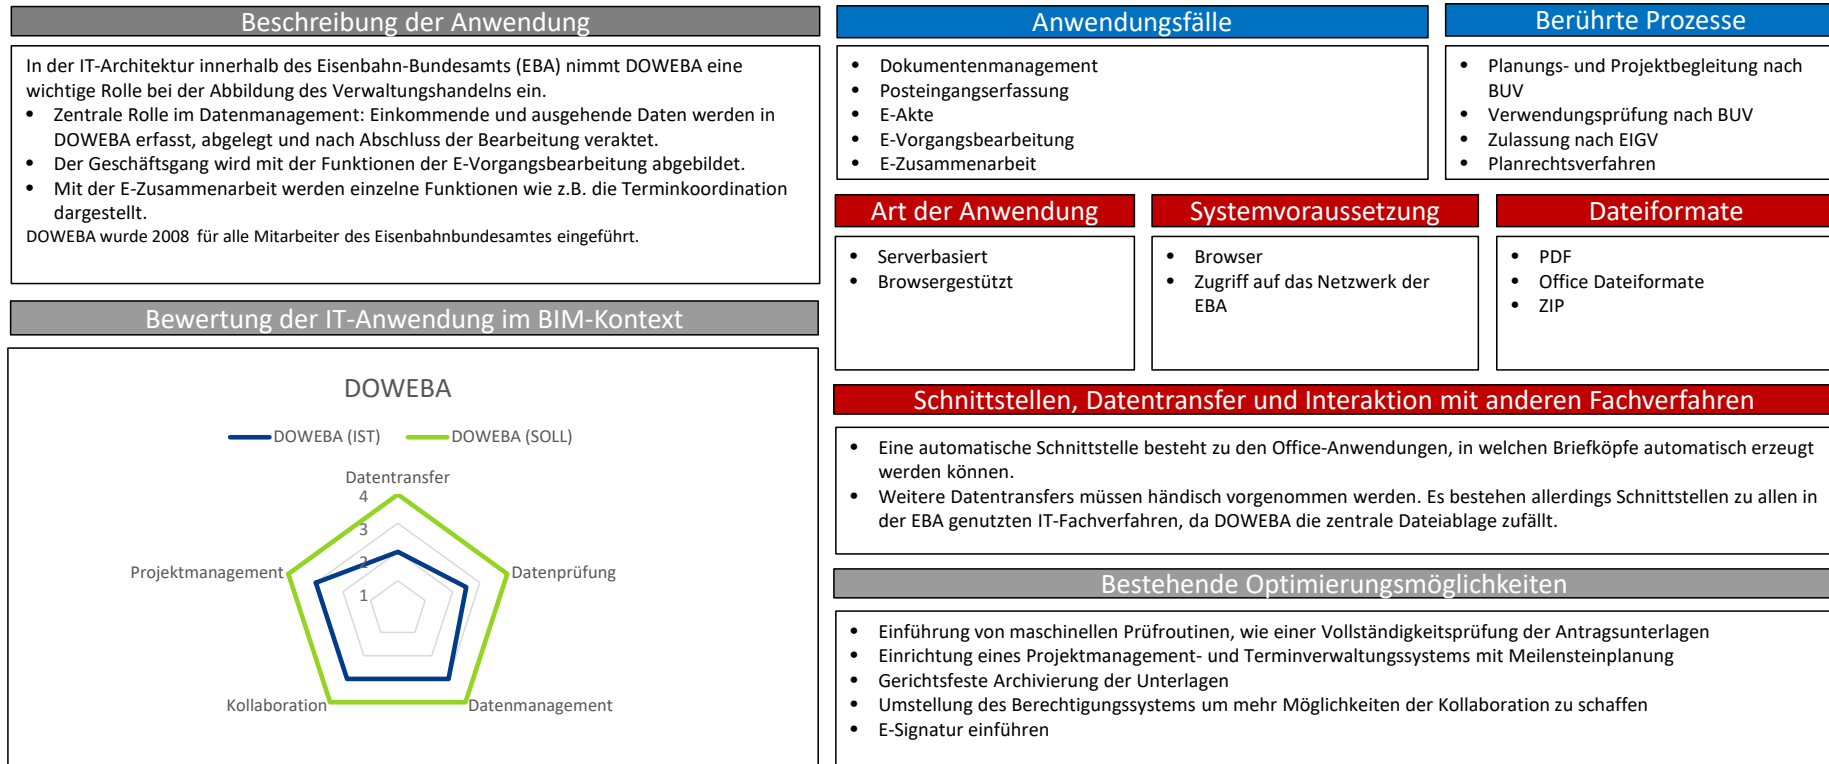 Beschreibung der Anwendung
In der IT-Architektur innerhalb des Eisenbahn-Bundesamts (EBA) nimmt DOWEBA eine
wichtige Rolle bei der Abbildung des Verwaltungshandelns ein.
• Zentrale Rolle im Datenmanagement: Einkommende und ausgehende Daten werden in
DOWEBA erfasst, abgelegt und nach Abschluss der Bearbeitung veraktet.
• Der Geschäftsgang wird mit der Funktionen der E-Vorgangsbearbeitung abgebildet.
• Mit der E-Zusammenarbeit werden einzelne Funktionen wie z.B. die Terminkoordination
dargestellt.
DOWEBA wurde 2008 für alle Mitarbeiter des Eisenbahnbundesamtes eingeführt.
Bewertung der IT-Anwendung im BIM-Kontext
DOWEBA
DOWEBA (IST)
DOWEBA (SOLL)
Datentransfer
4
3
2
1
Projektmanagement
Datenprüfung
Kollaboration
Datenmanagement
Anwendungsfälle
• Dokumentenmanagement
• Posteingangserfassung
• E-Akte
• E-Vorgangsbearbeitung
• E-Zusammenarbeit
Berührte Prozesse
• Planungs- und Projektbegleitung nach
BUV
• Verwendungsprüfung nach BUV
• Zulassung nach EIGV
• Planrechtsverfahren
Art der Anwendung
• Serverbasiert
• Browsergestützt
Systemvoraussetzung
• Browser
• Zugriff auf das Netzwerk der
EBA
Dateiformate
• PDF
• Office Dateiformate
• ZIP
Schnittstellen, Datentransfer und Interaktion mit anderen Fachverfahren
• Eine automatische Schnittstelle besteht zu den Office-Anwendungen, in welchen Briefköpfe automatisch erzeugt
werden können.
• Weitere Datentransfers müssen händisch vorgenommen werden. Es bestehen allerdings Schnittstellen zu allen in
der EBA genutzten IT-Fachverfahren, da DOWEBA die zentrale Dateiablage zufällt.
Bestehende Optimierungsmöglichkeiten
• Einführung von maschinellen Prüfroutinen, wie einer Vollständigkeitsprüfung der Antragsunterlagen
• Einrichtung eines Projektmanagement- und Terminverwaltungssystems mit Meilensteinplanung
• Gerichtsfeste Archivierung der Unterlagen
• Umstellung des Berechtigungssystems um mehr Möglichkeiten der Kollaboration zu schaffen
• E-Signatur einführen